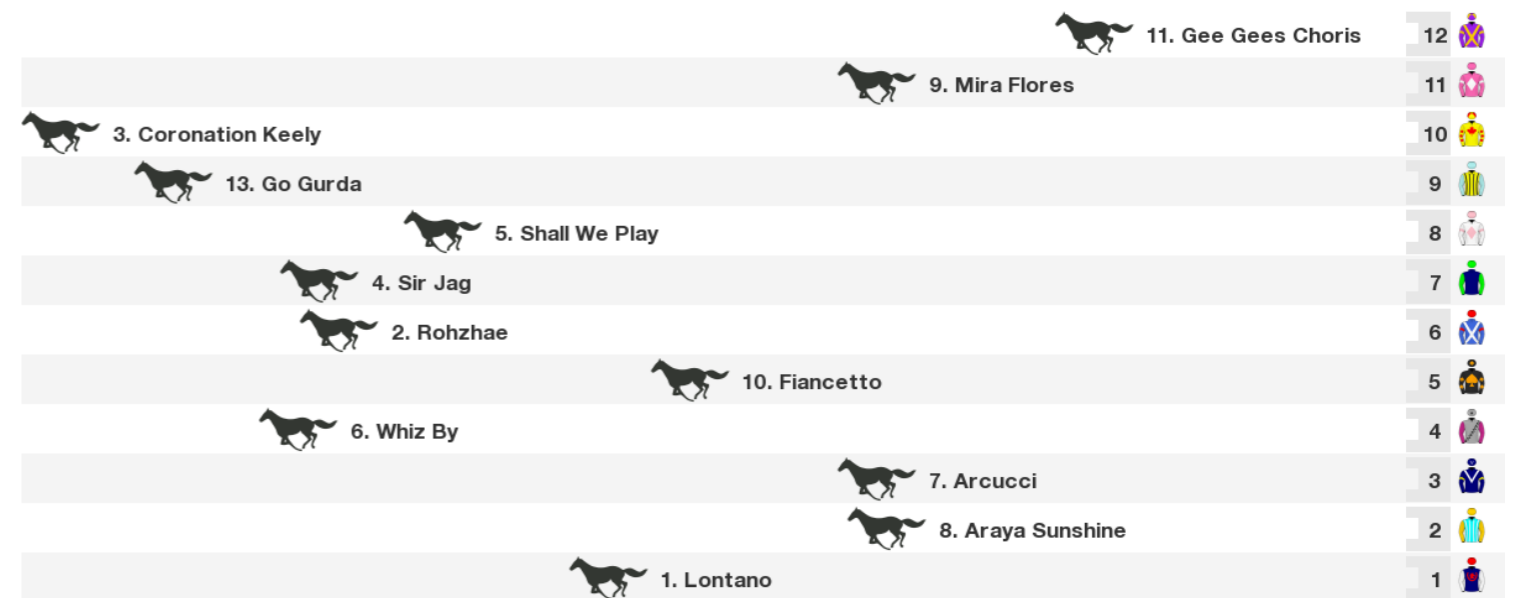 11. Gee Gees Choris 12
9. Mira Flores 11
3. Coronation Keely 10
13. Go Gurda 9
5. Shall We Play 8
4. Sir Jag 7
2. Rohzhae 6
10. Fiancetto 5
6. Whiz By 4
7. Arcucci 3
8. Araya Sunshine 2
1. Lontano 1